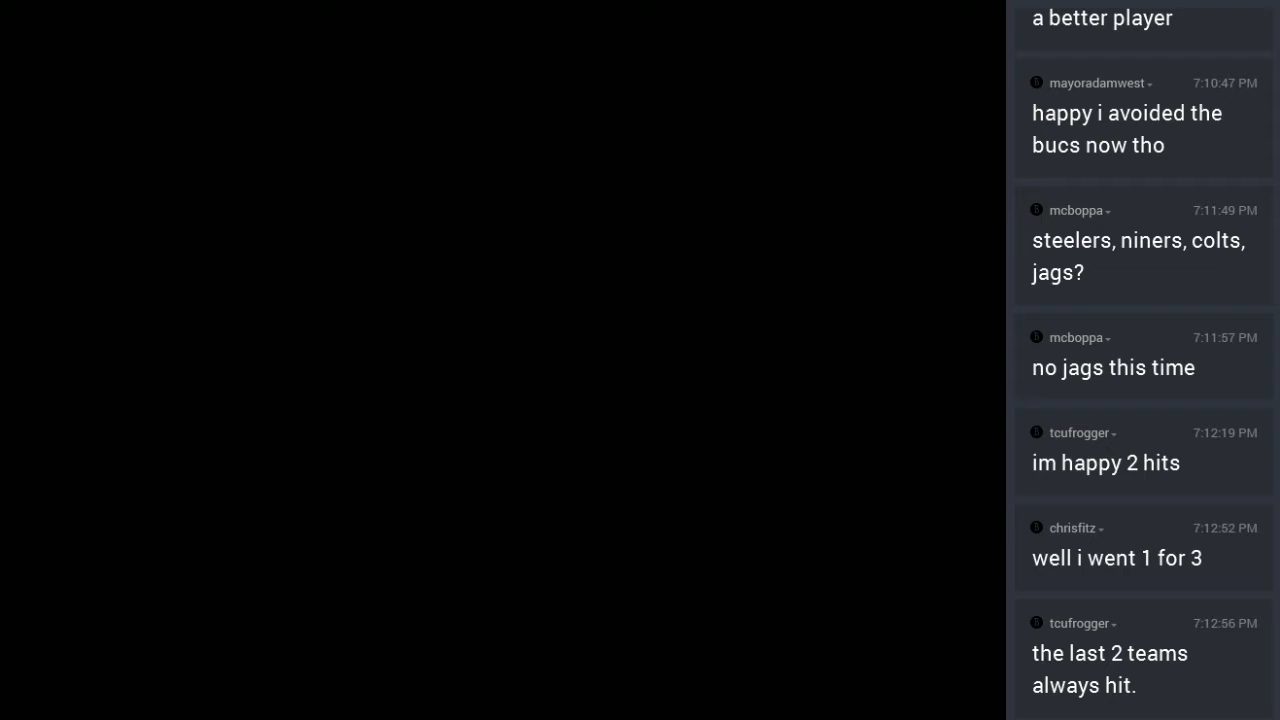 a better player
mayoradamwest 7:10:47 PM
happy i avoided the
bucs now tho
mcboppa 7:11:49 PM
steelers, niners, colts,
jags?
mcboppa 7:11:57 PM
no jags this time
tcufrogger 7:12:19 PM
im happy 2 hits
chrisfitz 7:12:52 PM
well i went 1 for 3
tcufrogger 7:12:56 PM
the last 2 teams
always hit.